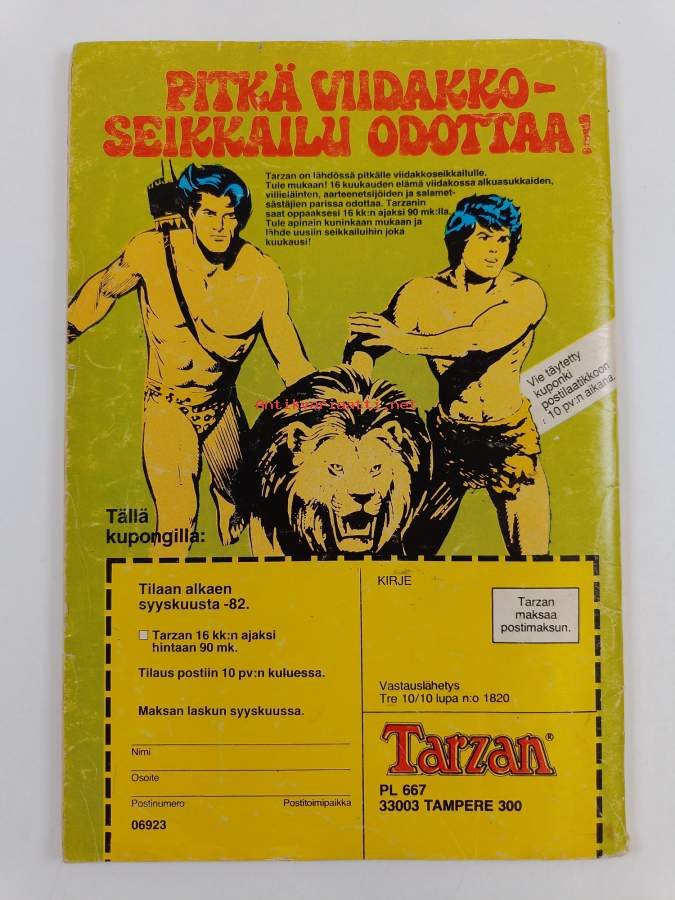 PITKÄ VIIDAKKO-
SEIKKAILU ODOTTAA!
Tarzan on lähdössä pitkälle viidakkoseikkailulle.
Tule mukaan! 16 kuukauden elämä viidakossa alkuasukkaiden,
villieläinten, aarteenetsijöiden ja salamet-
sästäjien parissa odottaa. Tarzanin
saat oppaaksesi 16 kk:n ajaksi 90 mk:lla.
Tule apinain kuninkaan mukaan ja
lähde uusiin seikkailuihin joka
kuukausi!
Vie täytetty
kuponki
postilaatikkoon
10 pv:n aikana.
Antikvariaatti.net
Tällä
kupongilla:
Tilaan alkaen
syyskuusta -82.
Tarzan 16 kk:n ajaksi
hintaan 90 mk.
Tilaus postiin 10 pv:n kuluessa.
Maksan laskun syyskuussa.
Nimi
Osoite
Postinumero Postitoimipaikka
06923
KIRJE
Tarzan
maksaa
postimaksun.
Vastauslähetys
Tre 10/10 lupa n:o 1820
Tarzan®
PL 667
33003 TAMPERE 300